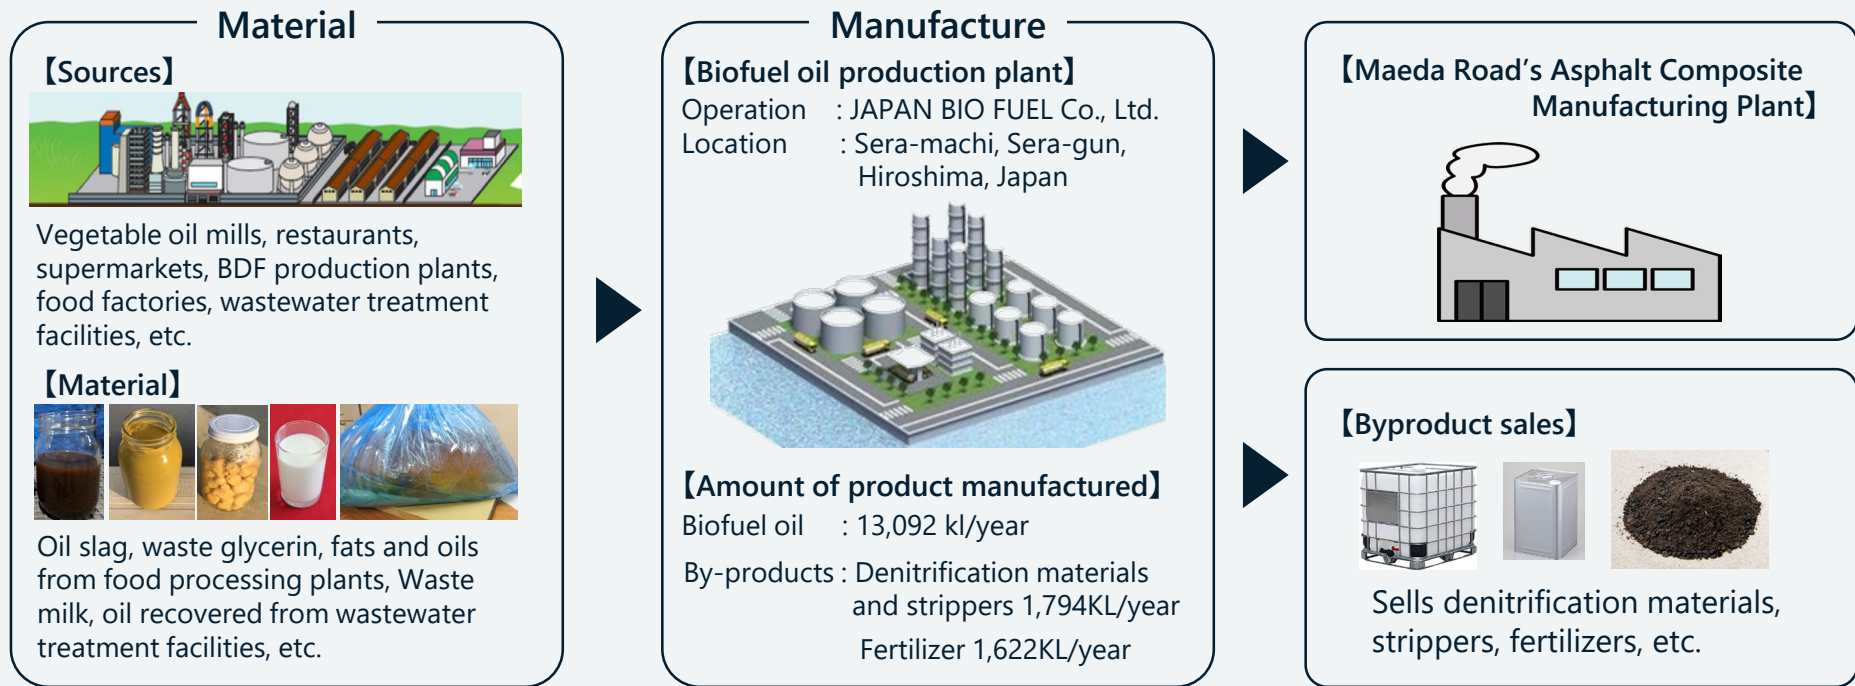 Material
【Sources】
Vegetable oil mills, restaurants,
supermarkets, BDF production plants,
food factories, wastewater treatment
facilities, etc.
【Material】
Oil slag, waste glycerin, fats and oils
from food processing plants, Waste
milk, oil recovered from wastewater
treatment facilities, etc.
Manufacture
【Biofuel oil production plant】
Operation : JAPAN BIO FUEL Co., Ltd.
Location : Sera-machi, Sera-gun,
Hiroshima, Japan
【Amount of product manufactured】
Biofuel oil : 13,092 kl/year
By-products : Denitrification materials
and strippers 1,794KL/year
Fertilizer 1,622KL/year
【Maeda Road's Asphalt Composite
Manufacturing Plant】
【Byproduct sales】
Sells denitrification materials,
strippers, fertilizers, etc.